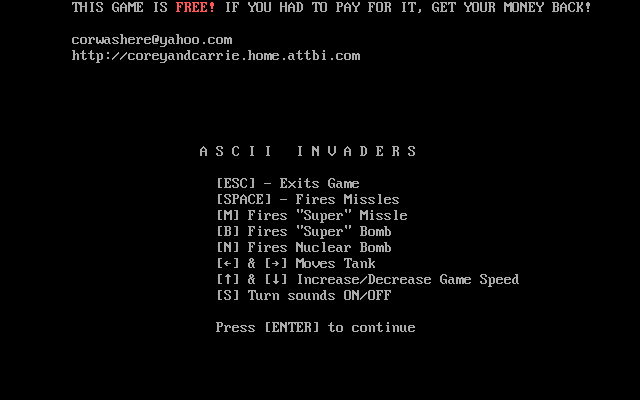 THIS GAME IS FREE! IF YOU HAD TO PAY FOR IT, GET YOUR MONEY BACK!
corwashere@yahoo.com
http://coreyandcarrie.home.attbi.com
A S C I I   I N V A D E R S
[ESC] - Exits Game
[SPACE] - Fires Missles
[M] Fires "Super" Missle
[B] Fires "Super" Bomb
[N] Fires Nuclear Bomb
[←] & [→] Moves Tank
[↑] & [↓] Increase/Decrease Game Speed
[S] Turn sounds ON/OFF
Press [ENTER] to continue